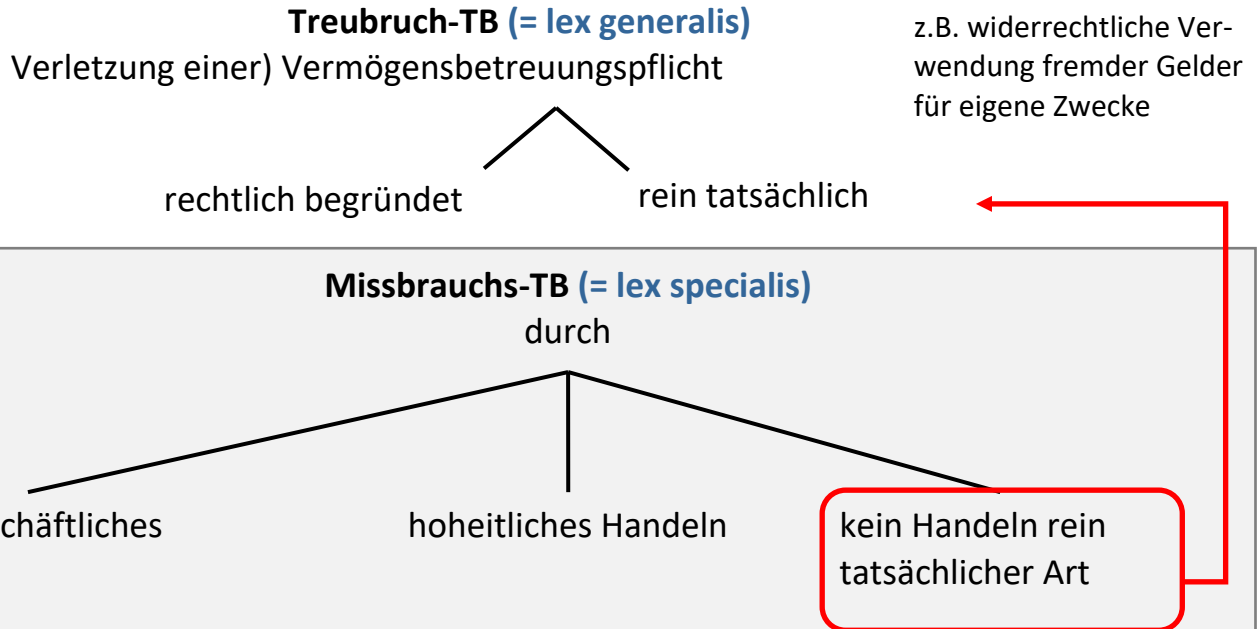 Treubruch-TB (= lex generalis)
z.B. widerrechtliche Ver-
wendung fremder Gelder
für eigene Zwecke
Verletzung einer) Vermögensbetreuungspflicht
rechtlich begründet
rein tatsächlich
Missbrauchs-TB (= lex specialis)
durch
chäftliches
hoheitliches Handeln
kein Handeln rein
tatsächlicher Art